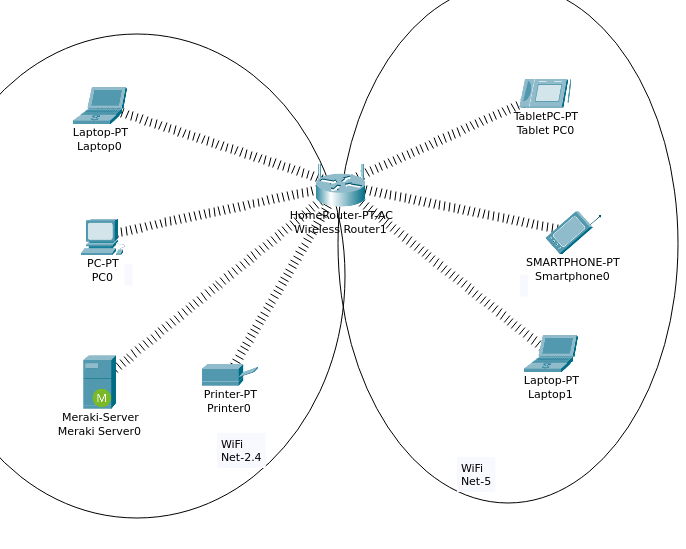 Laptop-PT
Laptop0
TabletPC-PT
Tablet PC0
HomeRouter-PT-AC
Wireless Router1
PC-PT
PC0
SMARTPHONE-PT
Smartphone0
M
Meraki-Server
Meraki Server0
Printer-PT
Printer0
Laptop-PT
Laptop1
WiFi
Net-2.4
WiFi
Net-5